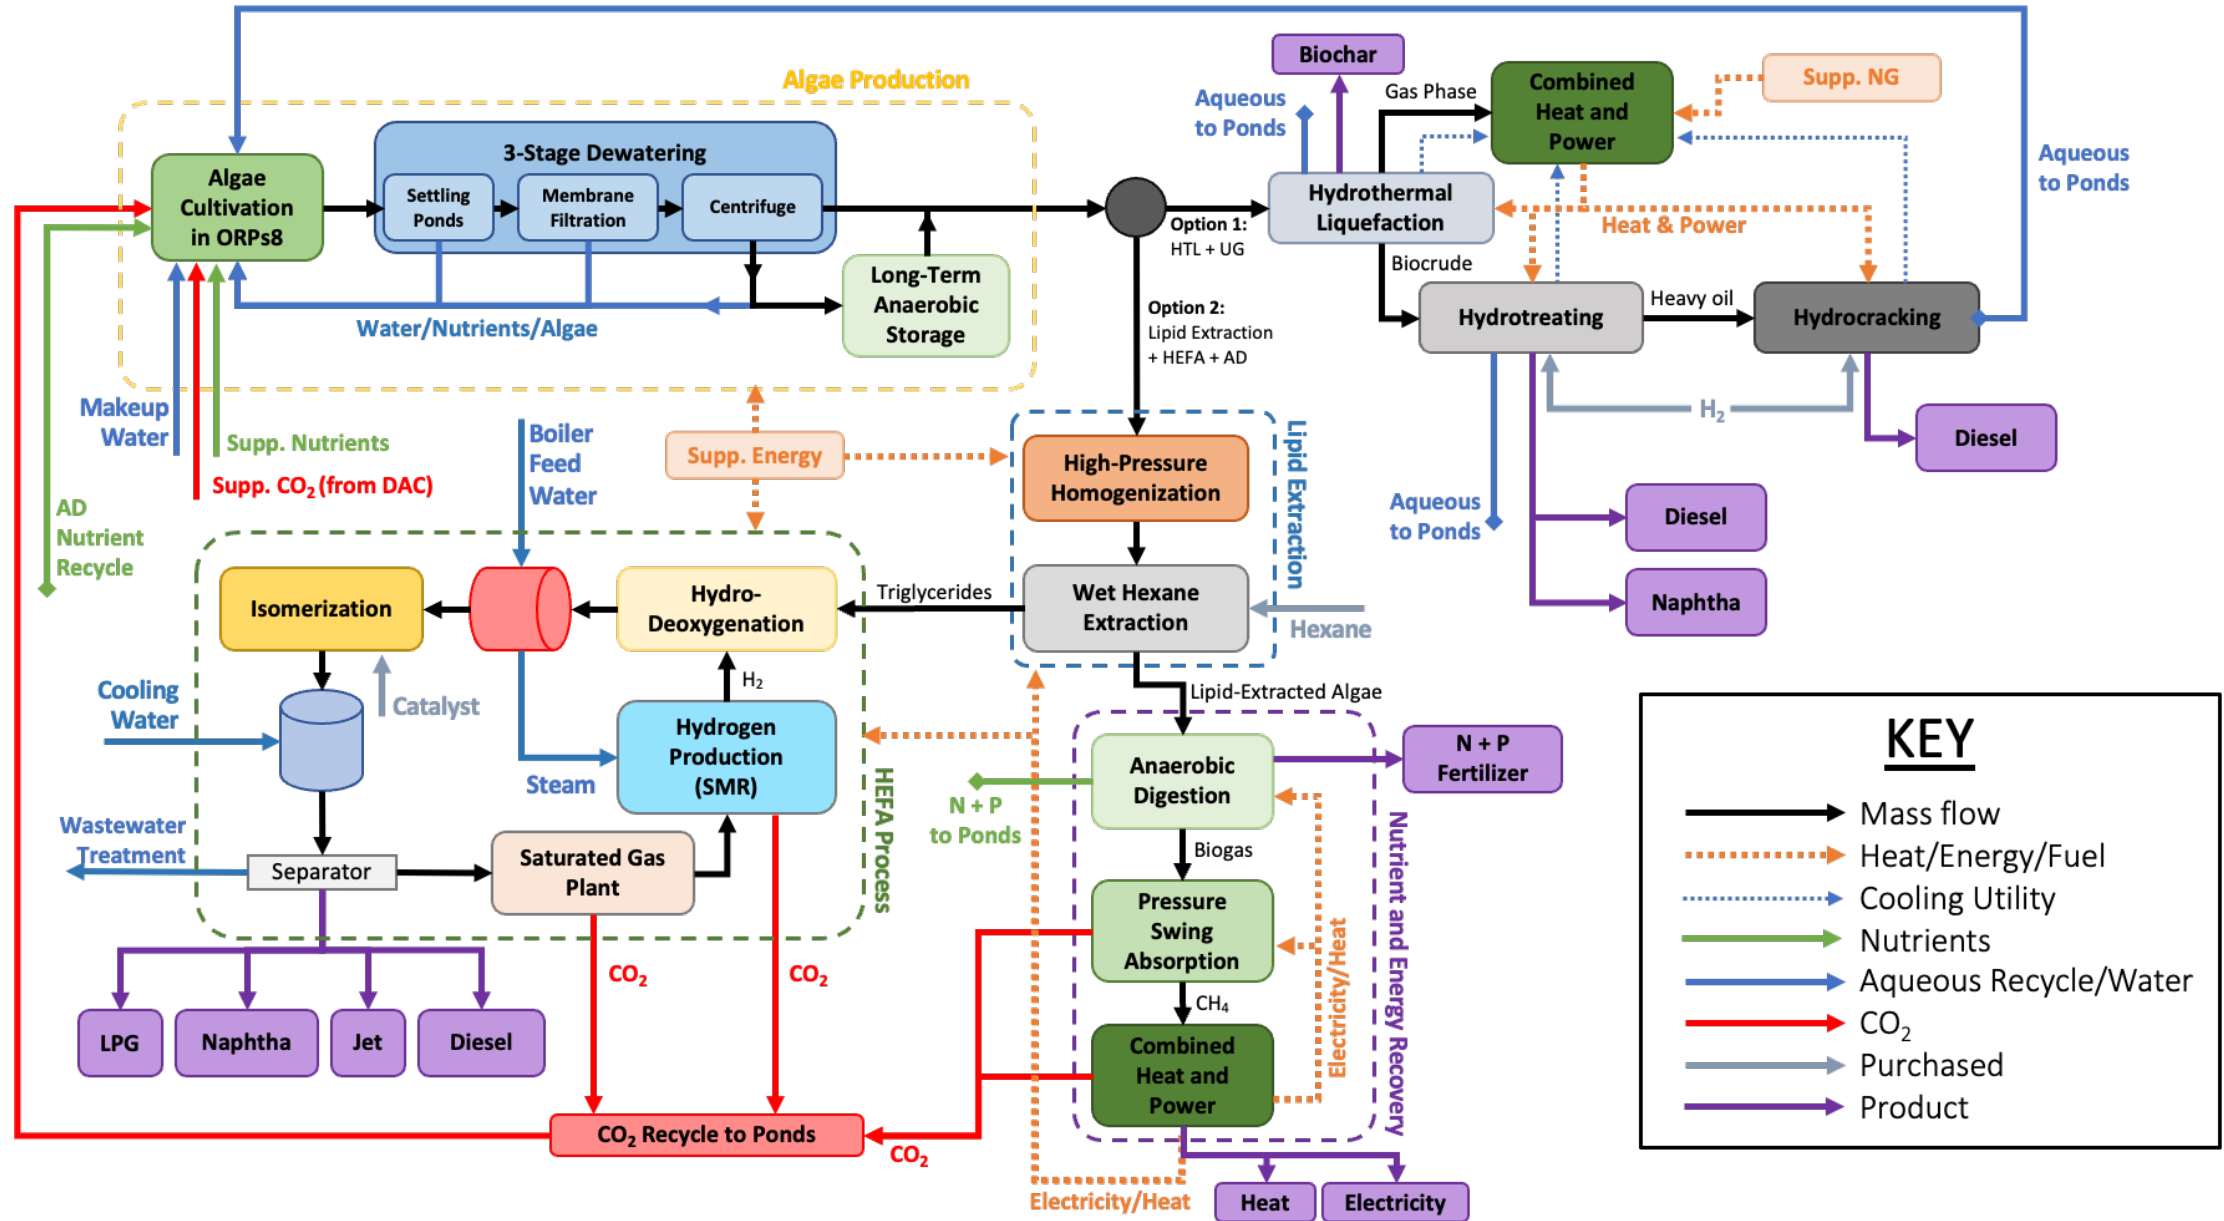 Algae Production
Algae
Cultivation
in ORPs8
3-Stage Dewatering
Settling
Ponds
Membrane
Filtration
Centrifuge
Long-Term
Anaerobic
Storage
Water/Nutrients/Algae
Makeup
Water
Supp. Nutrients
Supp. CO2 (from DAC)
AD
Nutrient
Recycle
Option 1:
HTL + UG
Option 2:
Lipid Extraction
+ HEFA + AD
Biochar
Aqueous
to Ponds
Gas Phase
Combined
Heat and
Power
Supp. NG
Hydrothermal
Liquefaction
Heat & Power
Biocrude
Hydrotreating
Heavy oil
Hydrocracking
Aqueous
to Ponds
H2
Diesel
Aqueous
to Ponds
Diesel
Naphtha
Boiler
Feed
Water
Supp. Energy
Lipid Extraction
High-Pressure
Homogenization
Wet Hexane
Extraction
Hexane
Triglycerides
Hydro-
Deoxygenation
Isomerization
Catalyst
Cooling
Water
H2
Hydrogen
Production
(SMR)
Steam
HEFA Process
Wastewater
Treatment
Separator
Saturated Gas
Plant
CO2
CO2
LPG
Naphtha
Jet
Diesel
CO2 Recycle to Ponds
CO2
Lipid-Extracted Algae
Anaerobic
Digestion
N + P
Fertilizer
N + P
to Ponds
Biogas
Pressure
Swing
Absorption
CH4
Combined
Heat and
Power
Electricity/Heat
Nutrient and Energy Recovery
Electricity/Heat
Heat
Electricity
KEY
Mass flow
Heat/Energy/Fuel
Cooling Utility
Nutrients
Aqueous Recycle/Water
CO2
Purchased
Product